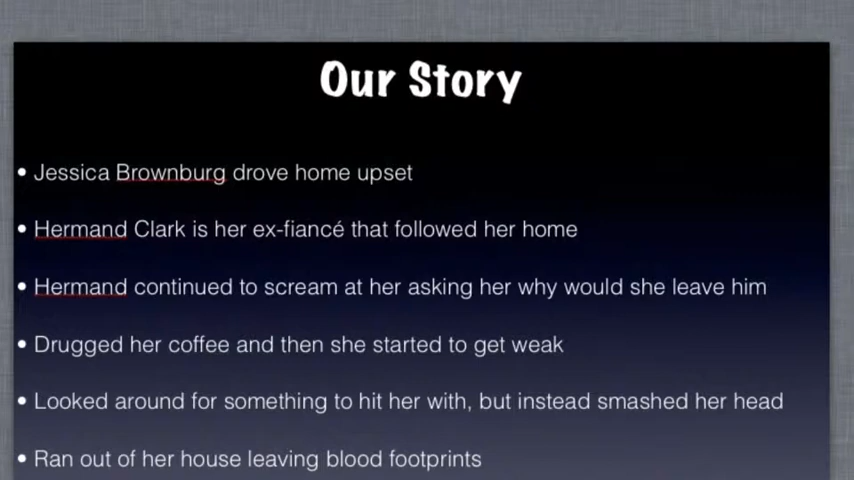 Our Story
• Jessica Brownburg drove home upset
• Hermand Clark is her ex-fiancé that followed her home
• Hermand continued to scream at her asking her why would she leave him
• Drugged her coffee and then she started to get weak
• Looked around for something to hit her with, but instead smashed her head
• Ran out of her house leaving blood footprints